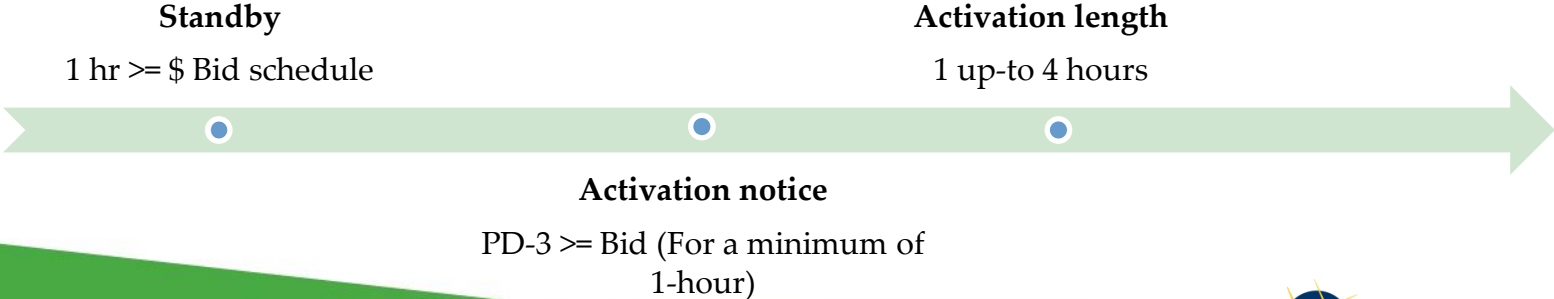 Standby
1 hr >= $ Bid schedule
Activation length
1 up-to 4 hours
Activation notice
PD-3 >= Bid (For a minimum of
1-hour)